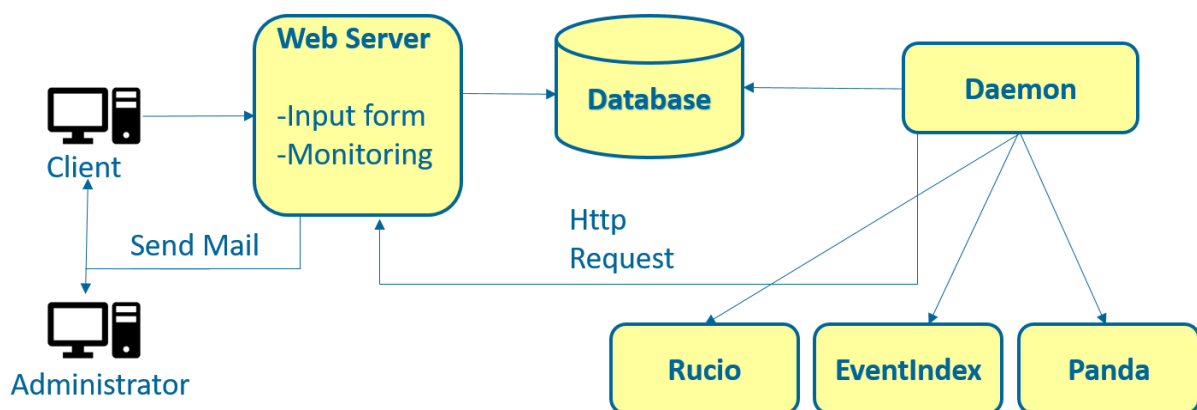 Web Server
-Input form
-Monitoring
Database
Daemon
Client
Send Mail
Http
Request
Administrator
Rucio
EventIndex
Panda